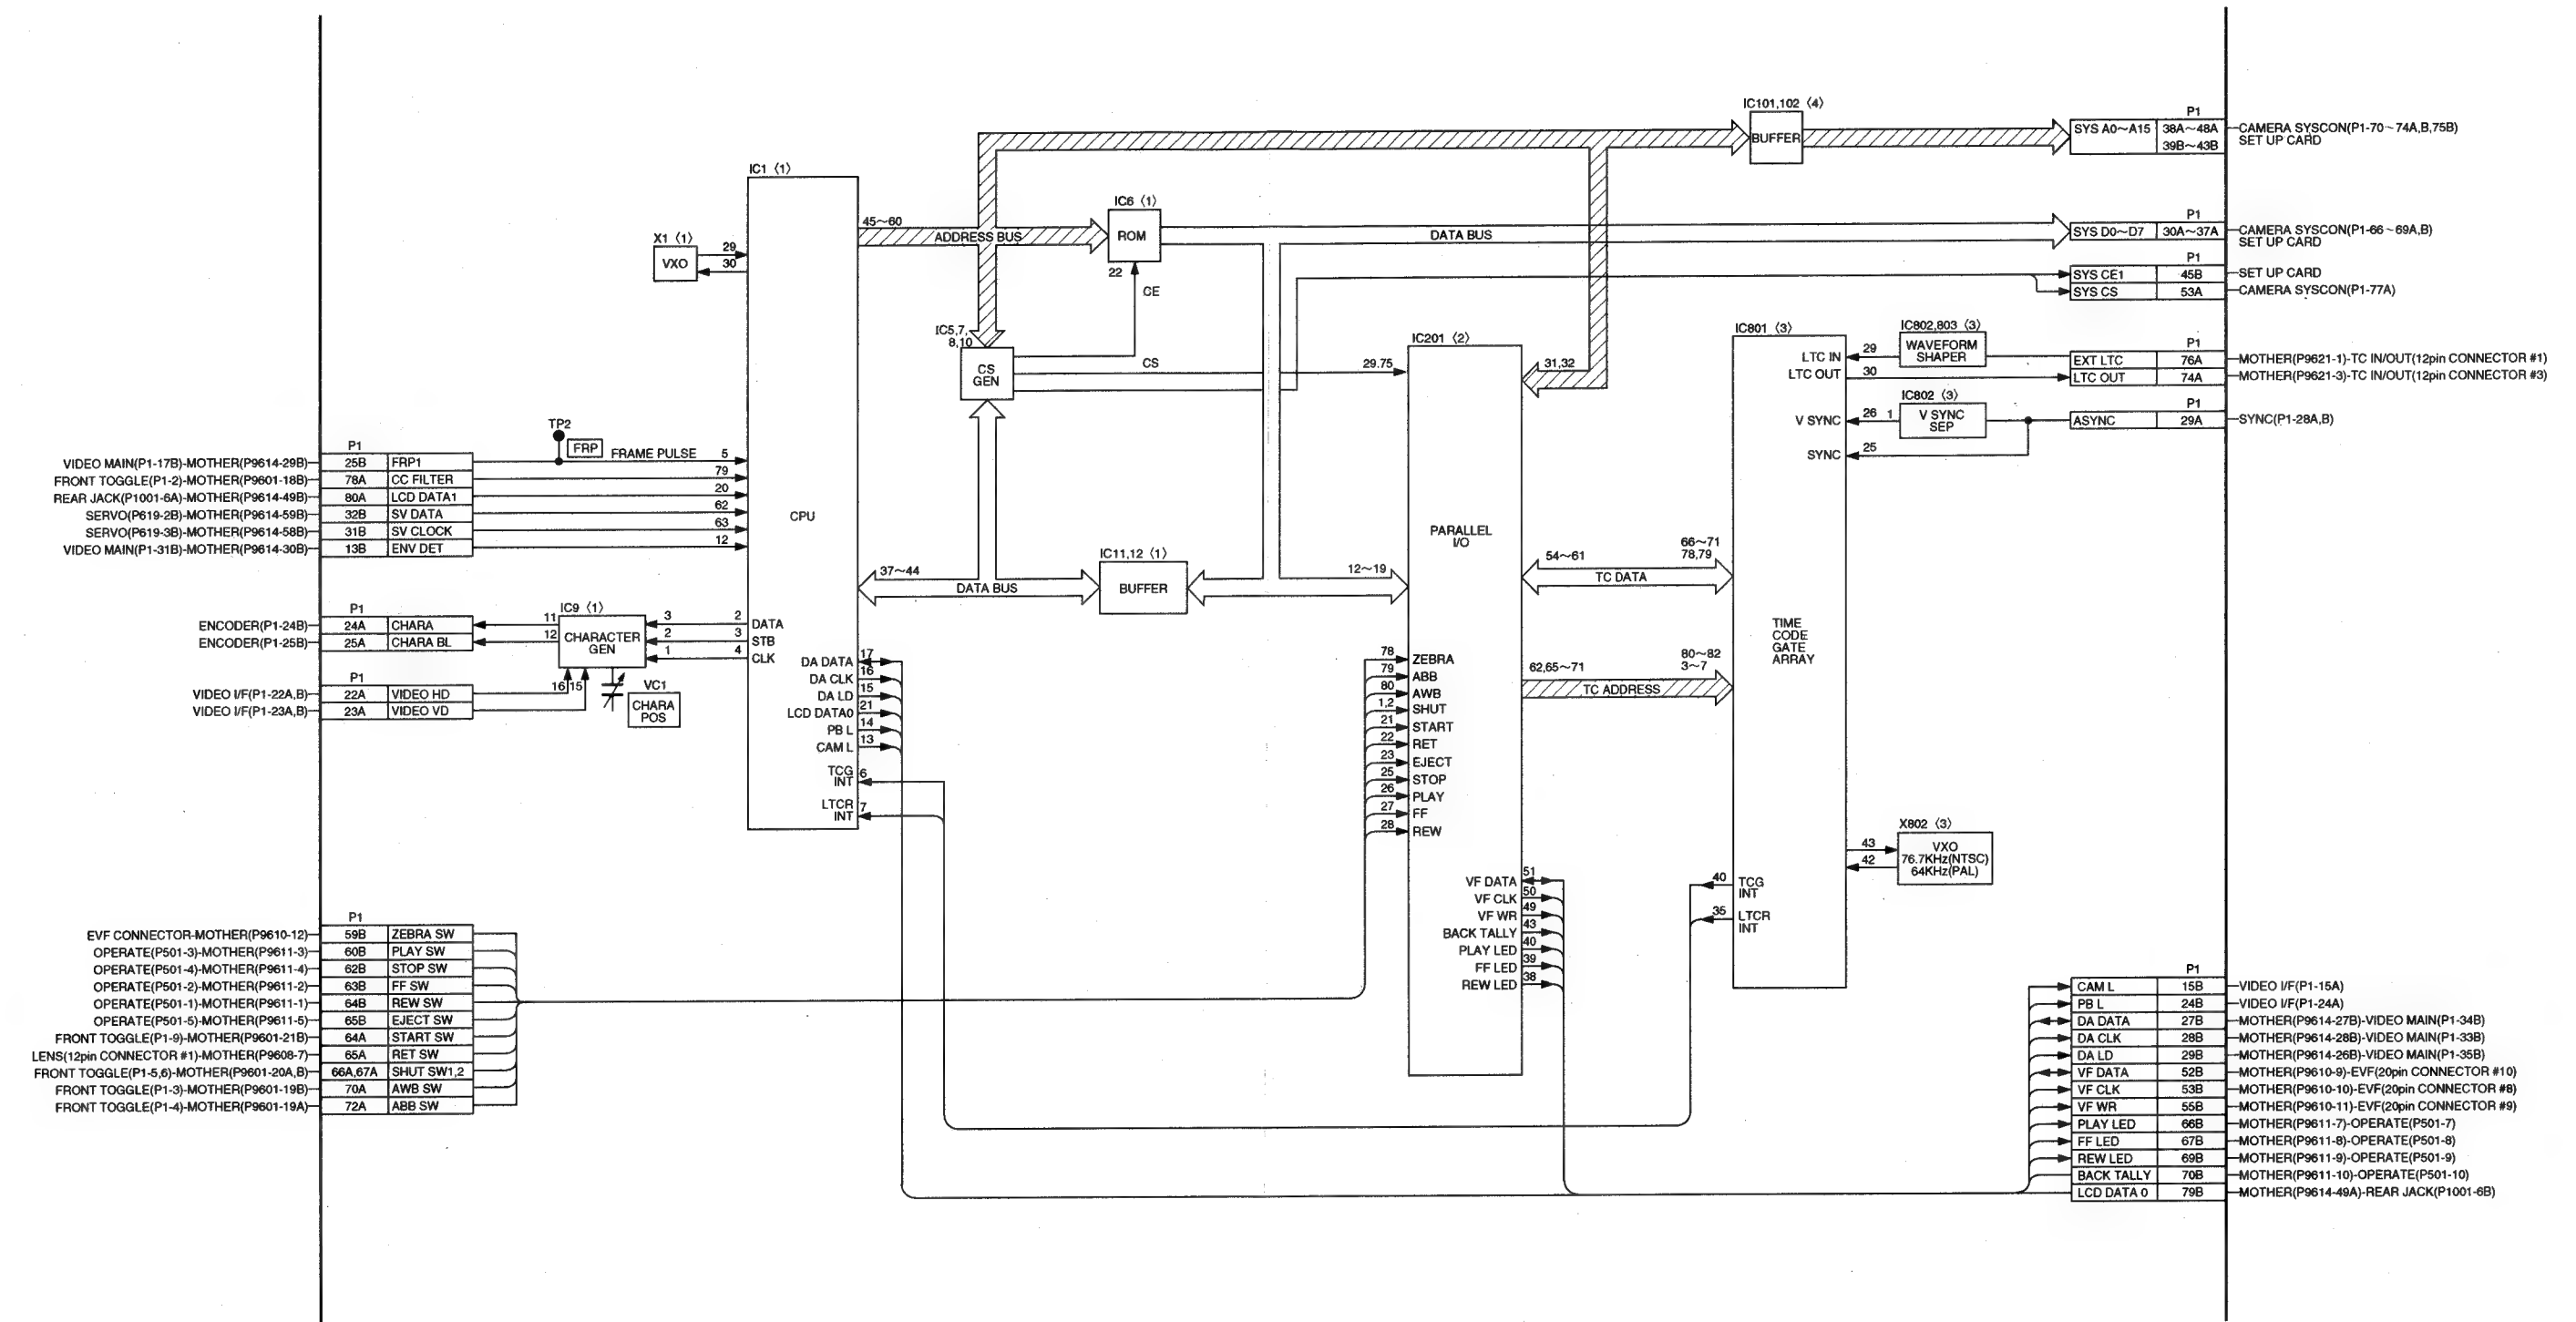 IC101,102 〈4〉
BUFFER
P1
SYS A0~A15 38A~48A
39B~43B
CAMERA SYSCON(P1-70~74A,B,75B)
SET UP CARD
IC1 〈1〉
CPU
X1 〈1〉
VXO
29
30
45~60
ADDRESS BUS
IC6 〈1〉
ROM
22
CE
DATA BUS
P1
SYS D0~D7 30A~37A
CAMERA SYSCON(P1-66~69A,B)
SET UP CARD
P1
SYS CE1 45B SET UP CARD
SYS CS 53A CAMERA SYSCON(P1-77A)
IC5,7,
8,10
CS
GEN
CS
29.75
IC201 〈2〉
31,32
PARALLEL
I/O
IC801 〈3〉
TIME
CODE
GATE
ARRAY
LTC IN 29
LTC OUT 30
IC802,803 〈3〉
WAVEFORM
SHAPER
P1
EXT LTC 76A MOTHER(P9621-1)-TC IN/OUT(12pin CONNECTOR #1)
LTC OUT 74A MOTHER(P9621-3)-TC IN/OUT(12pin CONNECTOR #3)
IC802 〈3〉
V SYNC 26 1
V SYNC
SEP
SYNC 25
P1
ASYNC 29A SYNC(P1-28A,B)
TP2
FRP
FRAME PULSE
P1
VIDEO MAIN(P1-17B)-MOTHER(P9614-29B) 25B FRP1 5
FRONT TOGGLE(P1-2)-MOTHER(P9601-18B) 78A CC FILTER 79
REAR JACK(P1001-6A)-MOTHER(P9614-49B) 80A LCD DATA1 20
SERVO(P619-2B)-MOTHER(P9614-59B) 32B SV DATA 62
SERVO(P619-3B)-MOTHER(P9614-58B) 31B SV CLOCK 63
VIDEO MAIN(P1-31B)-MOTHER(P9614-30B) 13B ENV DET 12
37~44
DATA BUS
IC11,12 〈1〉
BUFFER
12~19
54~61
66~71
78,79
TC DATA
62,65~71
80~82
3~7
TC ADDRESS
P1
ENCODER(P1-24B) 24A CHARA 11
ENCODER(P1-25B) 25A CHARA BL 12
IC9 〈1〉
CHARACTER
GEN
3 2 DATA
2 3 STB
1 4 CLK
P1
VIDEO I/F(P1-22A,B) 22A VIDEO HD 16
VIDEO I/F(P1-23A,B) 23A VIDEO VD 15
VC1
CHARA
POS
DA DATA 17
DA CLK 16
DA LD 15
LCD DATA0 21
PB L 14
CAM L 13
TCG
INT 6
LTCR
INT 7
78 ZEBRA
79 ABB
80 AWB
1,2 SHUT
21 START
22 RET
23 EJECT
25 STOP
26 PLAY
27 FF
28 REW
VF DATA 51
VF CLK 50
VF WR 49
BACK TALLY 43
PLAY LED 40
FF LED 39
REW LED 38
40 TCG
INT
35 LTCR
INT
X802 〈3〉
43
42
VXO
76.7KHz(NTSC)
64KHz(PAL)
P1
EVF CONNECTOR-MOTHER(P9610-12) 59B ZEBRA SW
OPERATE(P501-3)-MOTHER(P9611-3) 60B PLAY SW
OPERATE(P501-4)-MOTHER(P9611-4) 62B STOP SW
OPERATE(P501-2)-MOTHER(P9611-2) 63B FF SW
OPERATE(P501-1)-MOTHER(P9611-1) 64B REW SW
OPERATE(P501-5)-MOTHER(P9611-5) 65B EJECT SW
FRONT TOGGLE(P1-9)-MOTHER(P9601-21B) 64A START SW
LENS(12pin CONNECTOR #1)-MOTHER(P9608-7) 65A RET SW
FRONT TOGGLE(P1-5,6)-MOTHER(P9601-20A,B) 66A,67A SHUT SW1,2
FRONT TOGGLE(P1-3)-MOTHER(P9601-19B) 70A AWB SW
FRONT TOGGLE(P1-4)-MOTHER(P9601-19A) 72A ABB SW
P1
CAM L 15B VIDEO I/F(P1-15A)
PB L 24B VIDEO I/F(P1-24A)
DA DATA 27B MOTHER(P9614-27B)-VIDEO MAIN(P1-34B)
DA CLK 28B MOTHER(P9614-28B)-VIDEO MAIN(P1-33B)
DA LD 29B MOTHER(P9614-26B)-VIDEO MAIN(P1-35B)
VF DATA 52B MOTHER(P9610-9)-EVF(20pin CONNECTOR #10)
VF CLK 53B MOTHER(P9610-10)-EVF(20pin CONNECTOR #8)
VF WR 55B MOTHER(P9610-11)-EVF(20pin CONNECTOR #9)
PLAY LED 66B MOTHER(P9611-7)-OPERATE(P501-7)
FF LED 67B MOTHER(P9611-8)-OPERATE(P501-8)
REW LED 69B MOTHER(P9611-9)-OPERATE(P501-9)
BACK TALLY 70B MOTHER(P9611-10)-OPERATE(P501-10)
LCD DATA 0 79B MOTHER(P9614-49A)-REAR JACK(P1001-6B)